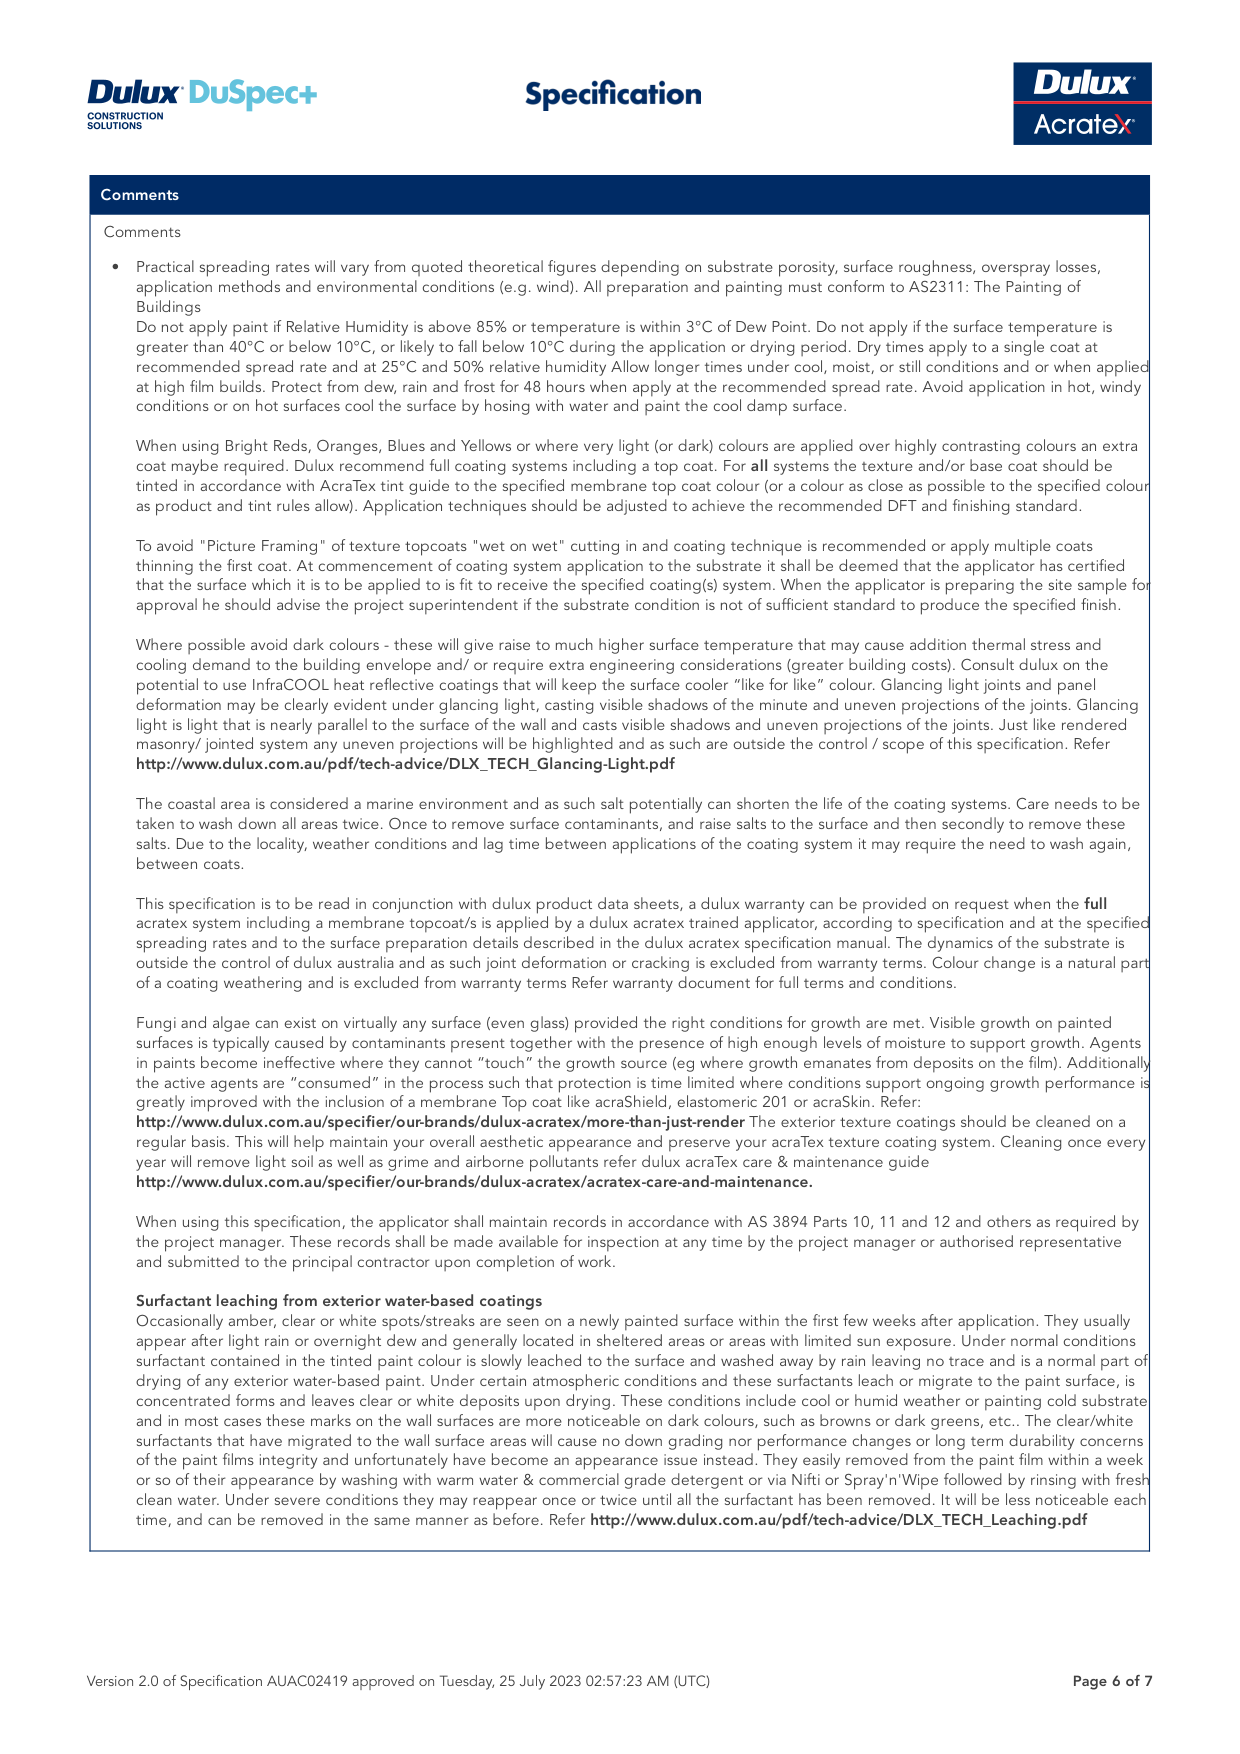 Dulux DuSpec+
CONSTRUCTION
SOLUTIONS
Specification
Dulux
Acratex
Comments
Comments
• Practical spreading rates will vary from quoted theoretical figures depending on substrate porosity, surface roughness, overspray losses,
application methods and environmental conditions (e.g. wind). All preparation and painting must conform to AS2311: The Painting of
Buildings
Do not apply paint if Relative Humidity is above 85% or temperature is within 3°C of Dew Point. Do not apply if the surface temperature is
greater than 40°C or below 10°C, or likely to fall below 10°C during the application or drying period. Dry times apply to a single coat at
recommended spread rate and at 25°C and 50% relative humidity Allow longer times under cool, moist, or still conditions and or when applied
at high film builds. Protect from dew, rain and frost for 48 hours when apply at the recommended spread rate. Avoid application in hot, windy
conditions or on hot surfaces cool the surface by hosing with water and paint the cool damp surface.
When using Bright Reds, Oranges, Blues and Yellows or where very light (or dark) colours are applied over highly contrasting colours an extra
coat maybe required. Dulux recommend full coating systems including a top coat. For all systems the texture and/or base coat should be
tinted in accordance with AcraTex tint guide to the specified membrane top coat colour (or a colour as close as possible to the specified colour
as product and tint rules allow). Application techniques should be adjusted to achieve the recommended DFT and finishing standard.
To avoid "Picture Framing" of texture topcoats "wet on wet" cutting in and coating technique is recommended or apply multiple coats
thinning the first coat. At commencement of coating system application to the substrate it shall be deemed that the applicator has certified
that the surface which it is to be applied to is fit to receive the specified coating(s) system. When the applicator is preparing the site sample for
approval he should advise the project superintendent if the substrate condition is not of sufficient standard to produce the specified finish.
Where possible avoid dark colours - these will give raise to much higher surface temperature that may cause addition thermal stress and
cooling demand to the building envelope and/ or require extra engineering considerations (greater building costs). Consult dulux on the
potential to use InfraCOOL heat reflective coatings that will keep the surface cooler “like for like” colour. Glancing light joints and panel
deformation may be clearly evident under glancing light, casting visible shadows of the minute and uneven projections of the joints. Glancing
light is light that is nearly parallel to the surface of the wall and casts visible shadows and uneven projections of the joints. Just like rendered
masonry/ jointed system any uneven projections will be highlighted and as such are outside the control / scope of this specification. Refer
http://www.dulux.com.au/pdf/tech-advice/DLX_TECH_Glancing-Light.pdf
The coastal area is considered a marine environment and as such salt potentially can shorten the life of the coating systems. Care needs to be
taken to wash down all areas twice. Once to remove surface contaminants, and raise salts to the surface and then secondly to remove these
salts. Due to the locality, weather conditions and lag time between applications of the coating system it may require the need to wash again,
between coats.
This specification is to be read in conjunction with dulux product data sheets, a dulux warranty can be provided on request when the full
acratex system including a membrane topcoat/s is applied by a dulux acratex trained applicator, according to specification and at the specified
spreading rates and to the surface preparation details described in the dulux acratex specification manual. The dynamics of the substrate is
outside the control of dulux australia and as such joint deformation or cracking is excluded from warranty terms. Colour change is a natural part
of a coating weathering and is excluded from warranty terms Refer warranty document for full terms and conditions.
Fungi and algae can exist on virtually any surface (even glass) provided the right conditions for growth are met. Visible growth on painted
surfaces is typically caused by contaminants present together with the presence of high enough levels of moisture to support growth. Agents
in paints become ineffective where they cannot “touch” the growth source (eg where growth emanates from deposits on the film). Additionally
the active agents are “consumed” in the process such that protection is time limited where conditions support ongoing growth performance is
greatly improved with the inclusion of a membrane Top coat like acraShield, elastomeric 201 or acraSkin. Refer:
http://www.dulux.com.au/specifier/our-brands/dulux-acratex/more-than-just-render The exterior texture coatings should be cleaned on a
regular basis. This will help maintain your overall aesthetic appearance and preserve your acraTex texture coating system. Cleaning once every
year will remove light soil as well as grime and airborne pollutants refer dulux acraTex care & maintenance guide
http://www.dulux.com.au/specifier/our-brands/dulux-acratex/acratex-care-and-maintenance.
When using this specification, the applicator shall maintain records in accordance with AS 3894 Parts 10, 11 and 12 and others as required by
the project manager. These records shall be made available for inspection at any time by the project manager or authorised representative
and submitted to the principal contractor upon completion of work.
Surfactant leaching from exterior water-based coatings
Occasionally amber, clear or white spots/streaks are seen on a newly painted surface within the first few weeks after application. They usually
appear after light rain or overnight dew and generally located in sheltered areas or areas with limited sun exposure. Under normal conditions
surfactant contained in the tinted paint colour is slowly leached to the surface and washed away by rain leaving no trace and is a normal part of
drying of any exterior water-based paint. Under certain atmospheric conditions and these surfactants leach or migrate to the paint surface, is
concentrated forms and leaves clear or white deposits upon drying. These conditions include cool or humid weather or painting cold substrate
and in most cases these marks on the wall surfaces are more noticeable on dark colours, such as browns or dark greens, etc.. The clear/white
surfactants that have migrated to the wall surface areas will cause no down grading nor performance changes or long term durability concerns
of the paint films integrity and unfortunately have become an appearance issue instead. They easily removed from the paint film within a week
or so of their appearance by washing with warm water & commercial grade detergent or via Nifti or Spray'n'Wipe followed by rinsing with fresh
clean water. Under severe conditions they may reappear once or twice until all the surfactant has been removed. It will be less noticeable each
time, and can be removed in the same manner as before. Refer http://www.dulux.com.au/pdf/tech-advice/DLX_TECH_Leaching.pdf
Version 2.0 of Specification AUAC02419 approved on Tuesday, 25 July 2023 02:57:23 AM (UTC)
Page 6 of 7